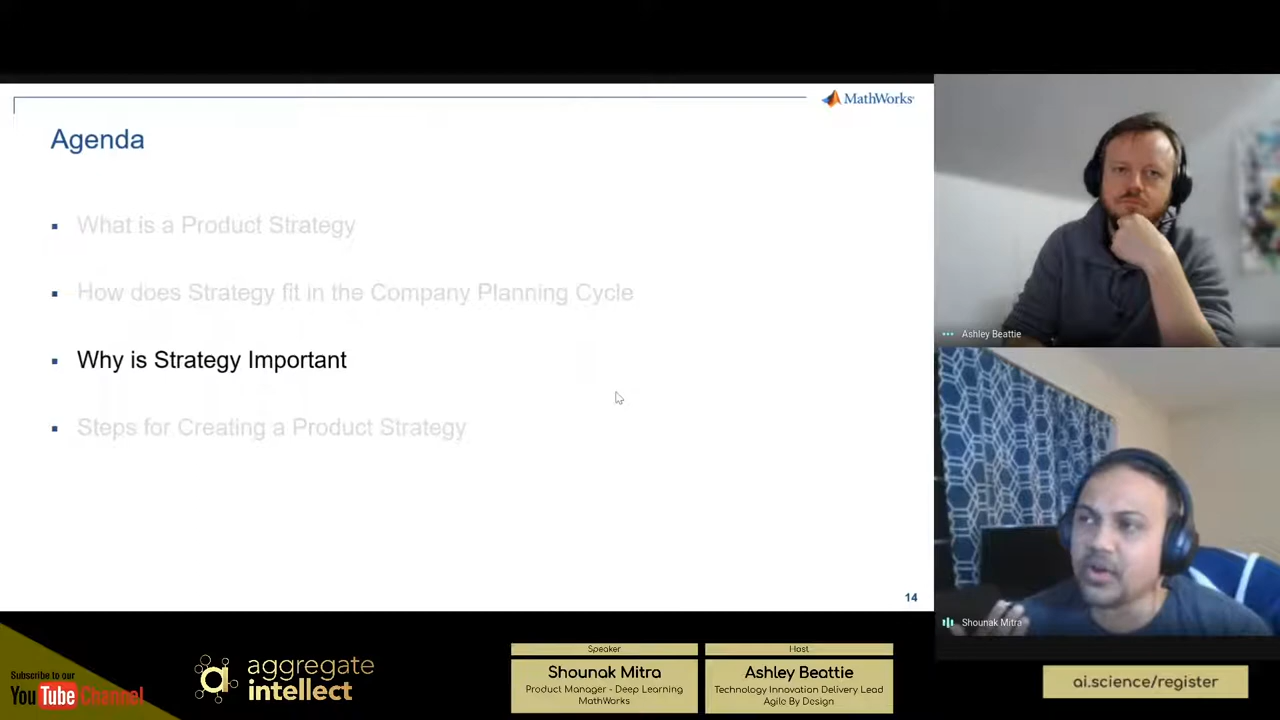 MathWorks
Agenda
What is a Product Strategy
How does Strategy fit in the Company Planning Cycle
Why is Strategy Important
Steps for Creating a Product Strategy
14
Ashley Beattie
Shounak Mitra
Subscribe to our
YouTube Channel
aggregate
intellect
Speaker
Shounak Mitra
Product Manager - Deep Learning
MathWorks
Host
Ashley Beattie
Technology Innovation Delivery Lead
Agile By Design
ai.science/register